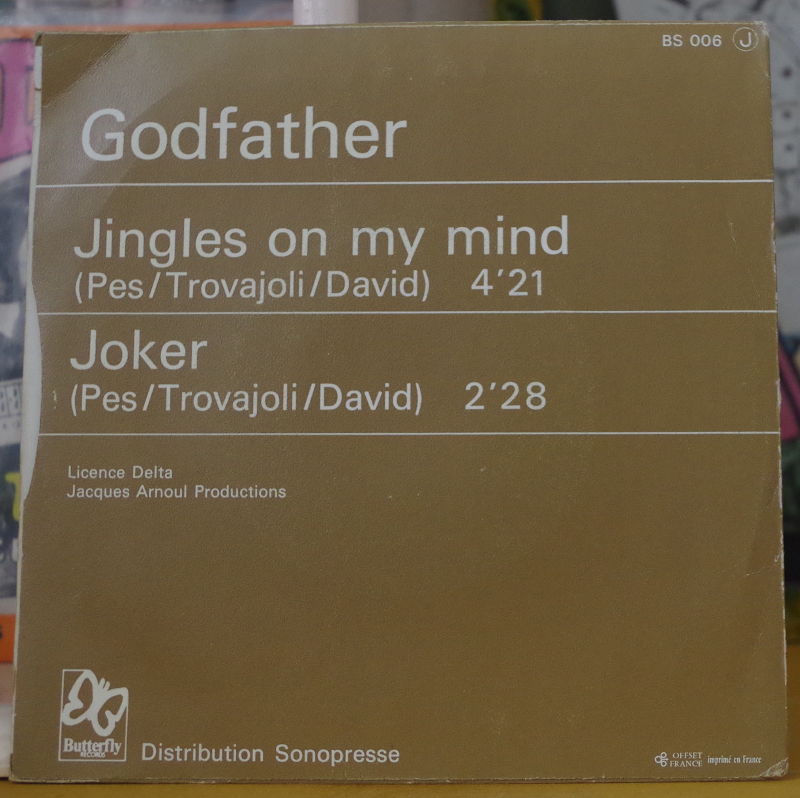 BS 006 J
Godfather
Jingles on my mind
(Pes/Trovajoli/David) 4'21
Joker
(Pes/Trovajoli/David) 2'28
Licence Delta
Jacques Arnoul Productions
Butterfly
RECORDS
Distribution Sonopresse
OFFSET
FRANCE
imprimé en France